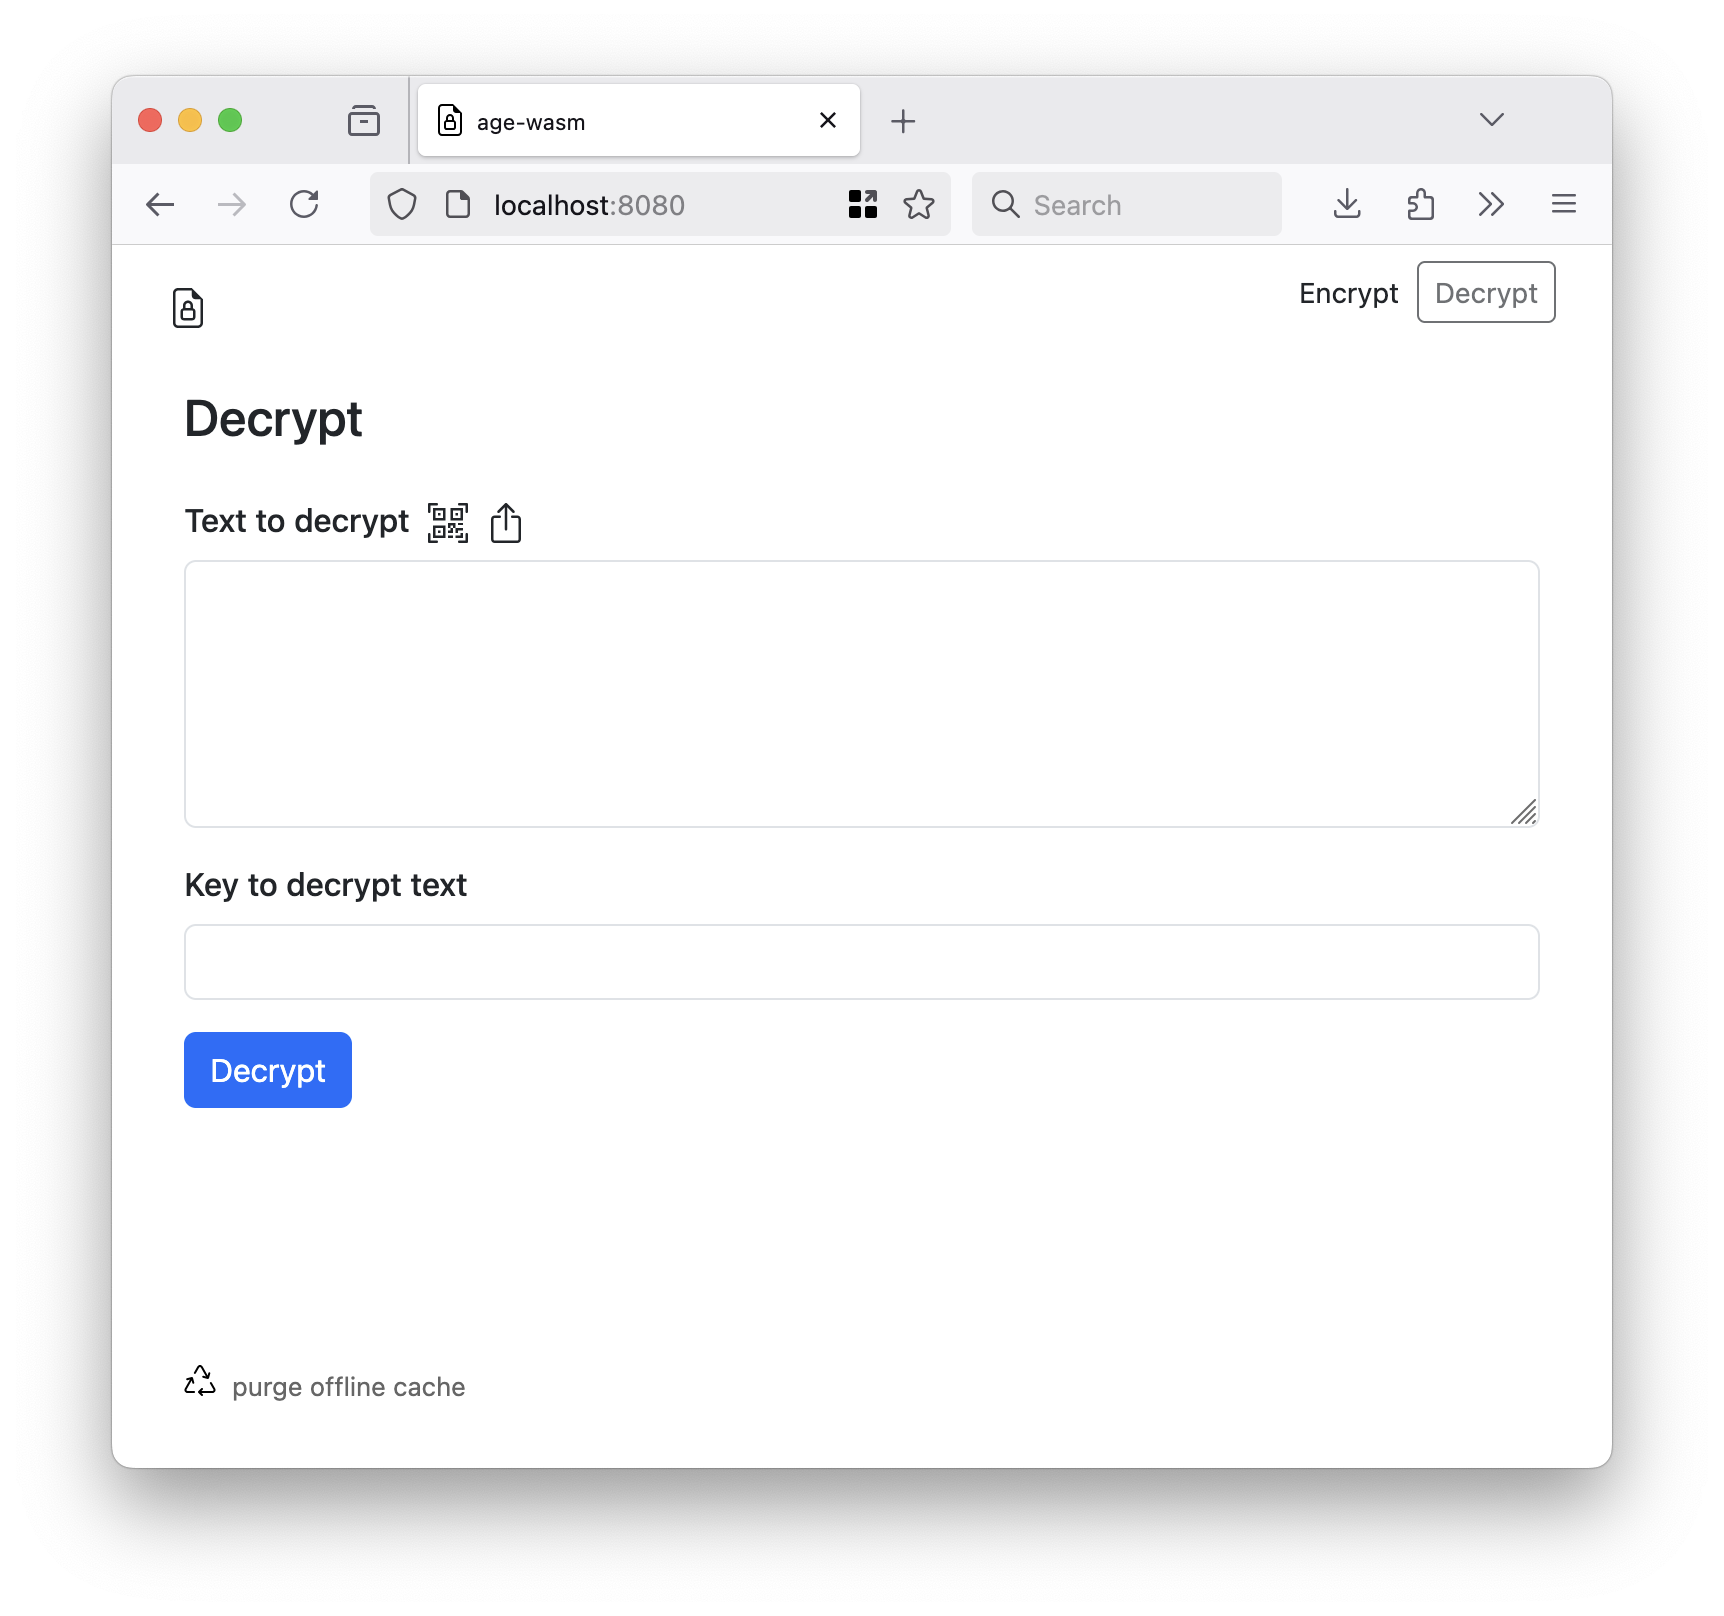 age-wasm
localhost:8080
Search
Encrypt
Decrypt
Decrypt
Text to decrypt
Key to decrypt text
Decrypt
purge offline cache